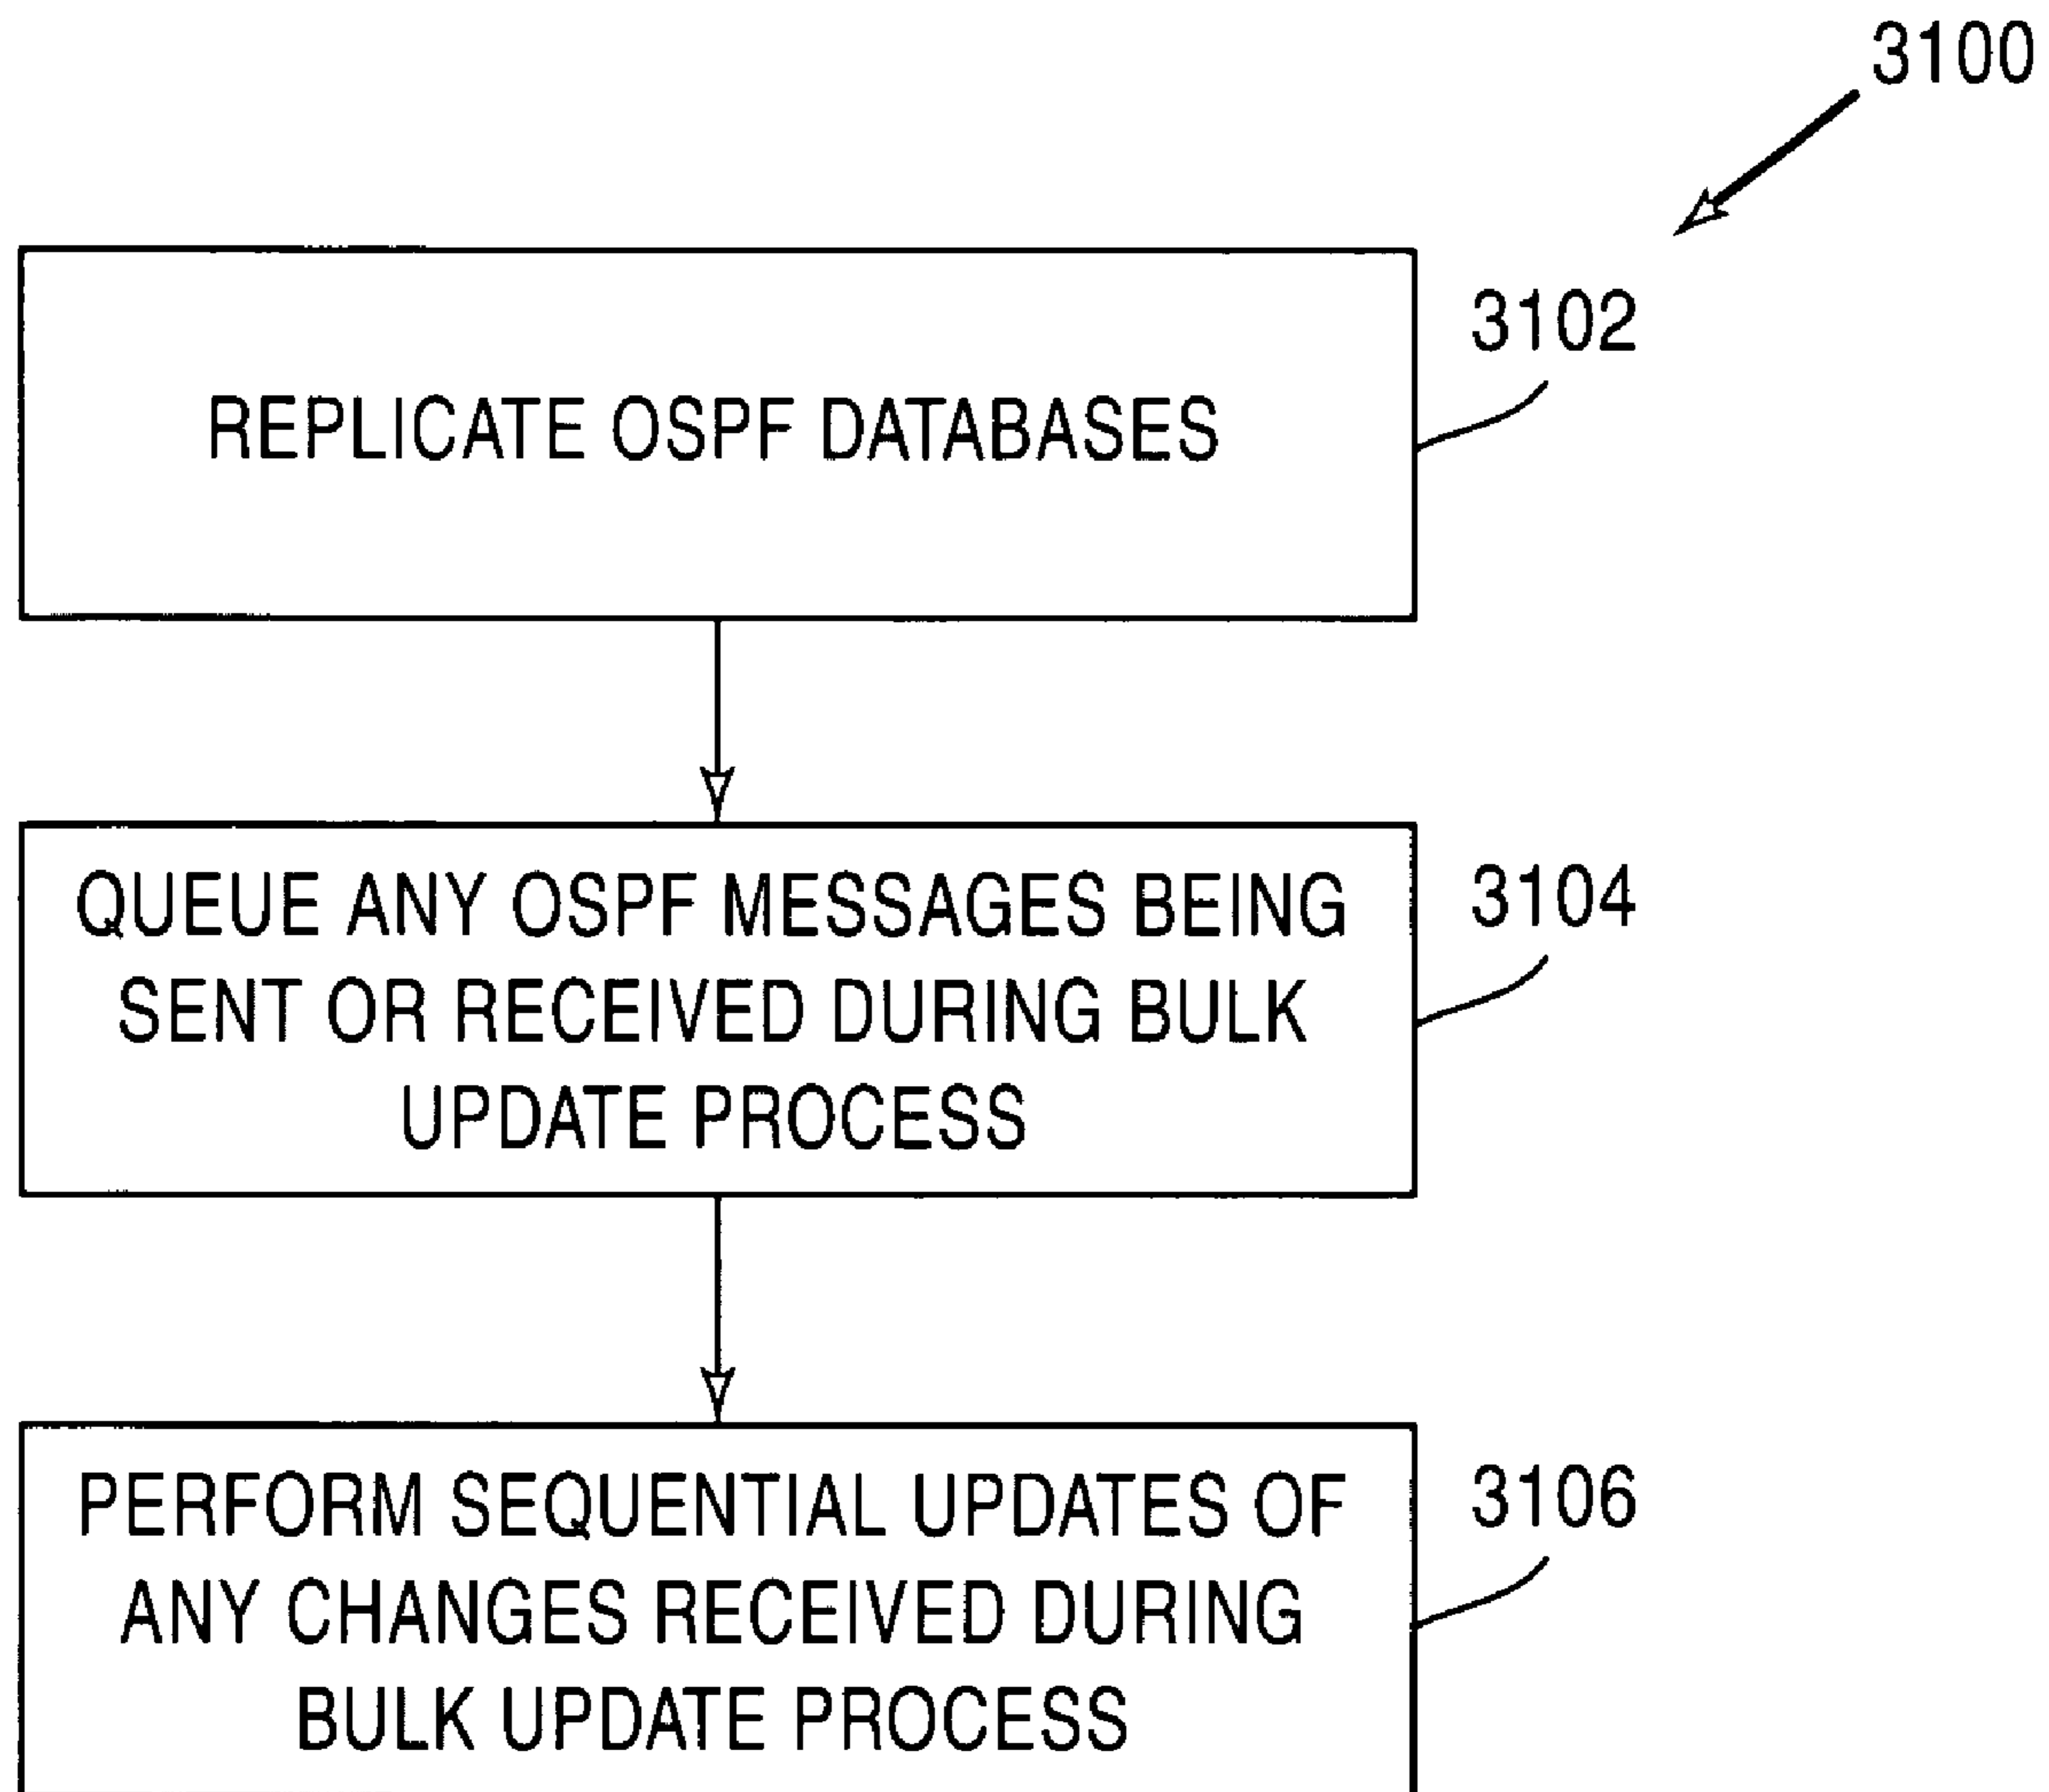 3100
3102
REPLICATE OSPF DATABASES
QUEUE ANY OSPF MESSAGES BEING
SENT OR RECEIVED DURING BULK
UPDATE PROCESS
3104
PERFORM SEQUENTIAL UPDATES OF
ANY CHANGES RECEIVED DURING
BULK UPDATE PROCESS
3106